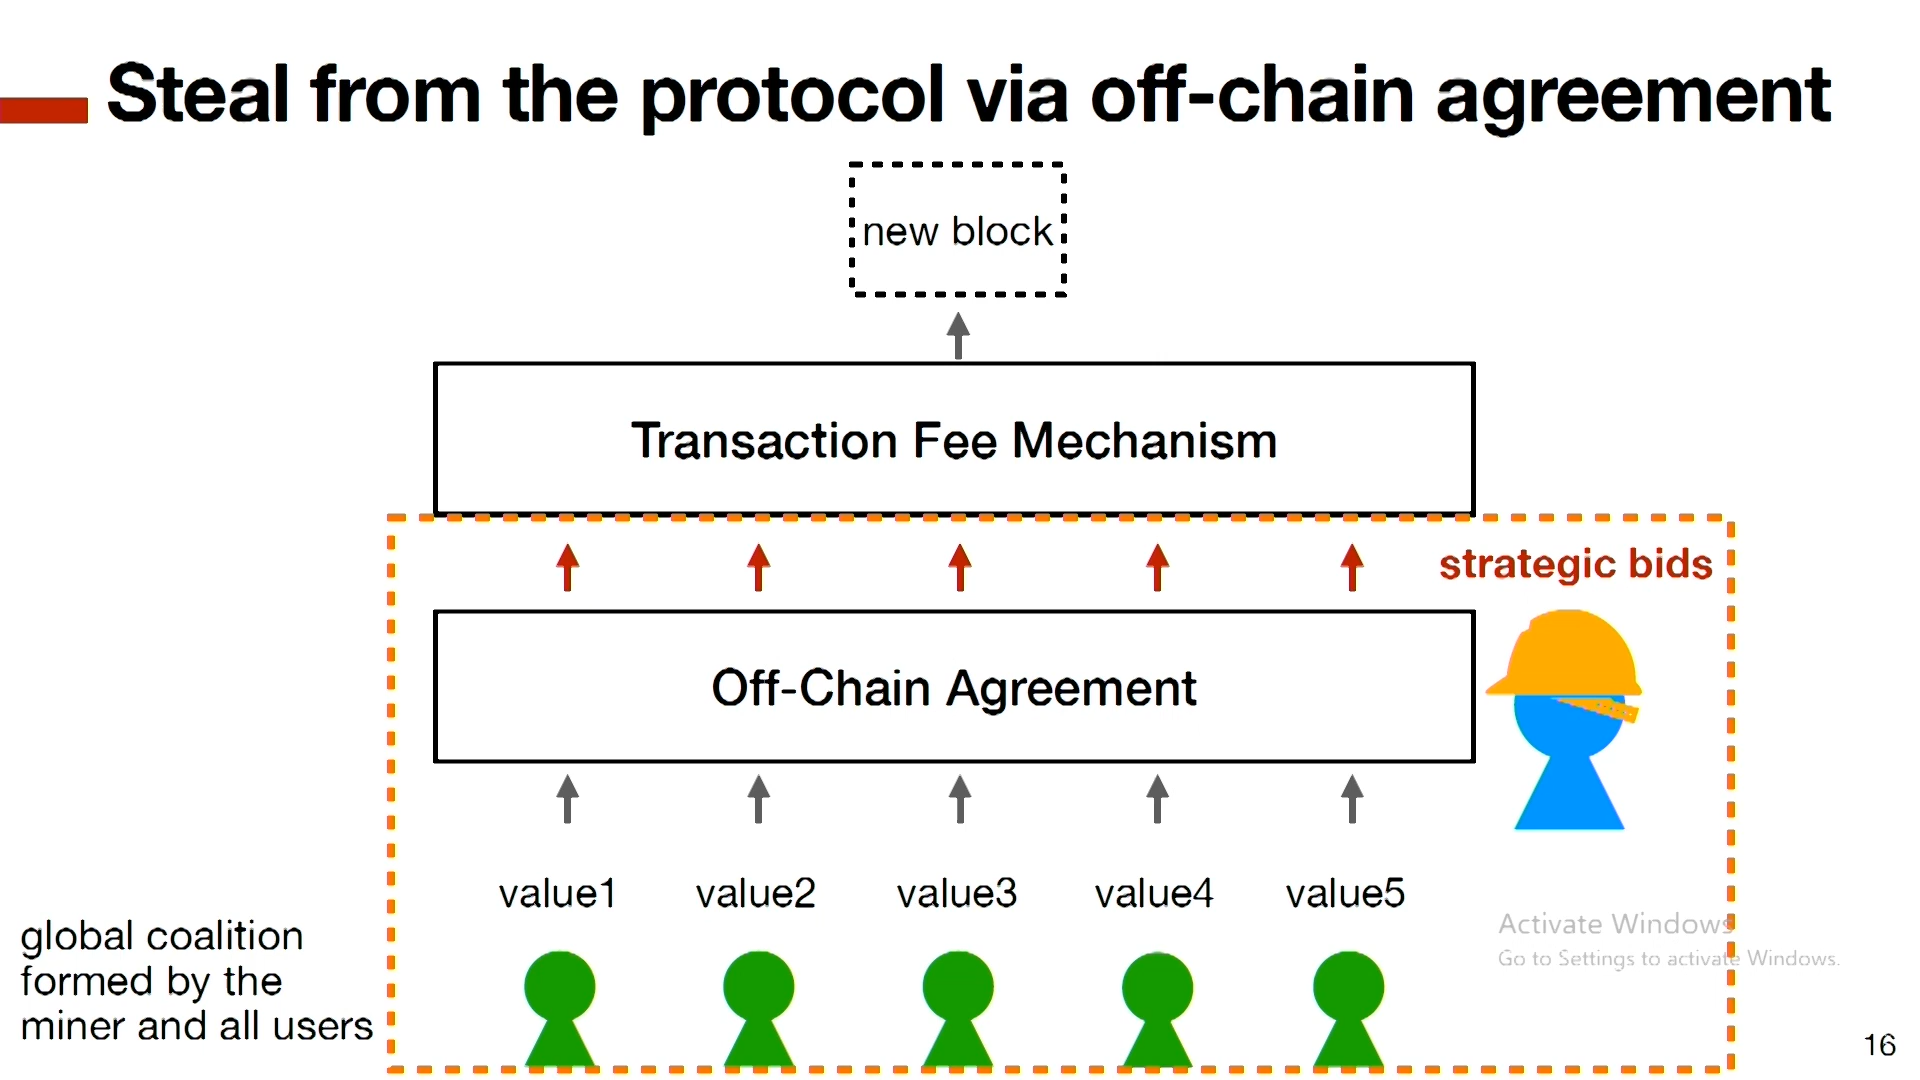 Steal from the protocol via off-chain agreement
new block
Transaction Fee Mechanism
strategic bids
Off-Chain Agreement
value1 value2 value3 value4 value5
global coalition
formed by the
miner and all users
Activate Windows
Go to Settings to activate Windows.
16